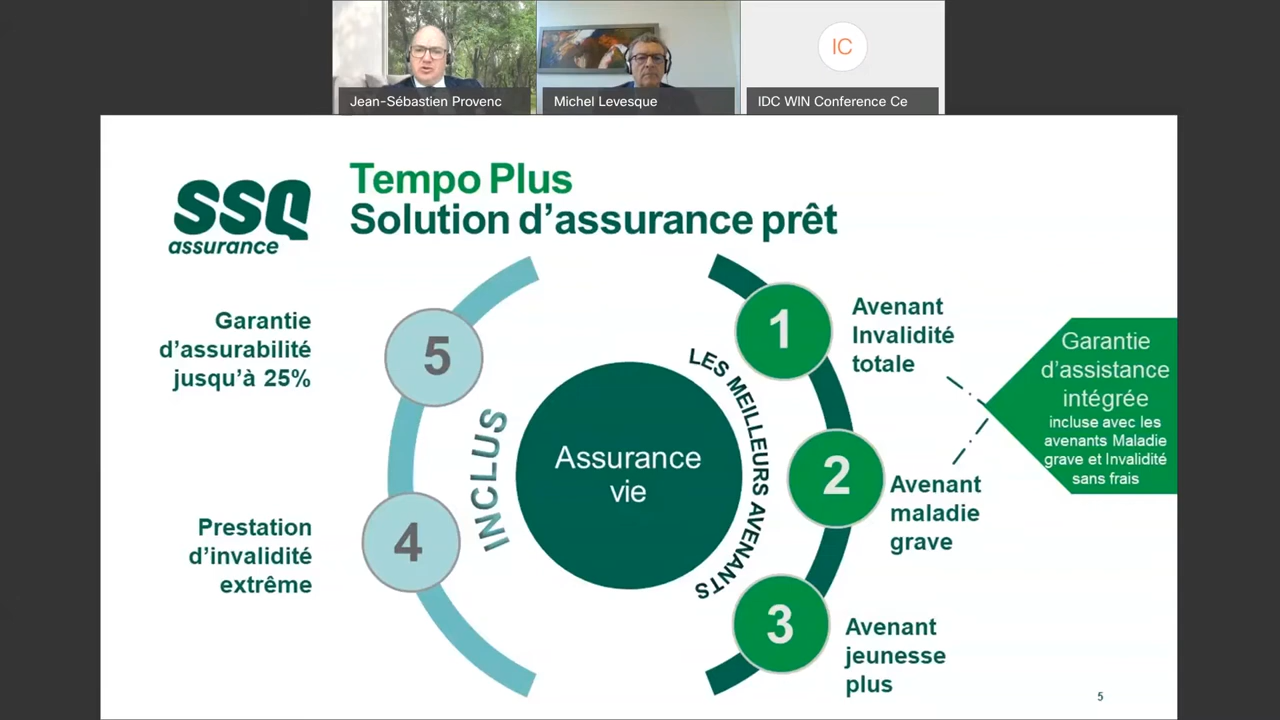 Jean-Sébastien Provenc
Michel Levesque
IC
IDC WIN Conference Ce
SSQ
assurance
Tempo Plus
Solution d'assurance prêt
Garantie
d'assurabilité
jusqu'à 25%
5
Prestation
d'invalidité
extrême
4
INCLUS
Assurance
vie
LES MEILLEURS AVENANTS
1
Avenant
Invalidité
totale
2
Avenant
maladie
grave
3
Avenant
jeunesse
plus
Garantie
d'assistance
intégrée
incluse avec les
avenants Maladie
grave et Invalidité
sans frais
5